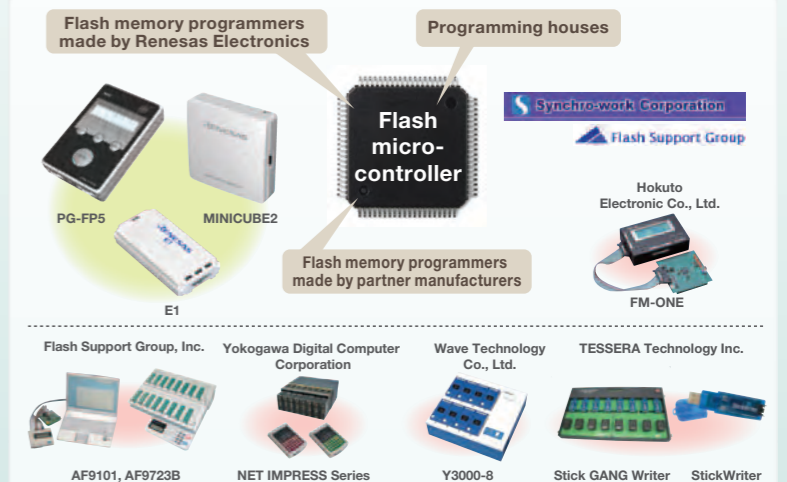 Flash memory programmers
made by Renesas Electronics
Programming houses
Flash
micro-
controller
Synchro-work Corporation
Flash Support Group
RENESAS
PG-FP5
MINICUBE2
RENESAS
E1
E1
Flash memory programmers
made by partner manufacturers
Hokuto
Electronic Co., Ltd.
FM-ONE
Flash Support Group, Inc.
Yokogawa Digital Computer
Corporation
Wave Technology
Co., Ltd.
TESSERA Technology Inc.
AF9101, AF9723B
NET IMPRESS Series
Y3000-8
Stick GANG Writer
StickWriter